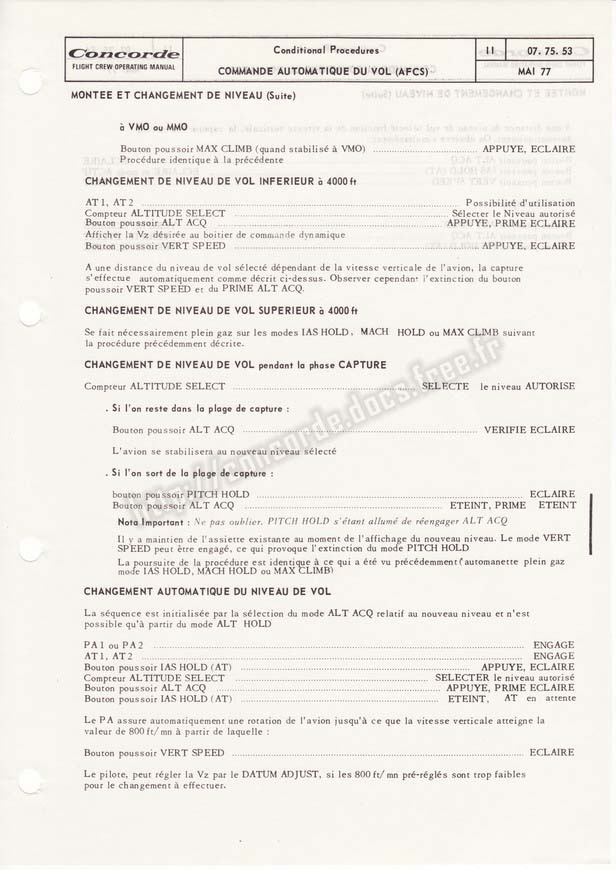 Concorde
FLIGHT CREW OPERATING MANUAL
Conditional Procedures
COMMANDE AUTOMATIQUE DU VOL (AFCS)
11
07. 75. 53
MAI 77
MONTEE ET CHANGEMENT DE NIVEAU (Suite)
à VMO ou MMO
Bouton poussoir MAX CLIMB (quand stabilisé à VMO) ........ APPUYE, ECLAIRE
Procédure identique à la précédente
CHANGEMENT DE NIVEAU DE VOL INFERIEUR à 4000 ft
AT 1, AT 2 ........ Possibilité d'utilisation
Compteur ALTITUDE SELECT ........ Sélecter le Niveau autorisé
Bouton poussoir ALT ACQ ........ APPUYE, PRIME ECLAIRE
Afficher la Vz désirée au boitier de commande dynamique
Bouton poussoir VERT SPEED ........ APPUYE, ECLAIRE
A une distance du niveau de vol sélecté dépendant de la vitesse verticale de l'avion, la capture
s'effectue automatiquement comme décrit ci-dessus. Observer cependant l'extinction du bouton
poussoir VERT SPEED et du PRIME ALT ACQ.
CHANGEMENT DE NIVEAU DE VOL SUPERIEUR à 4000 ft
Se fait nécessairement plein gaz sur les modes IAS HOLD, MACH HOLD ou MAX CLIMB suivant
la procédure précédemment décrite.
CHANGEMENT DE NIVEAU DE VOL pendant la phase CAPTURE
Compteur ALTITUDE SELECT ........ SELECTE le niveau AUTORISE
. Si l'on reste dans la plage de capture :
Bouton poussoir ALT ACQ ........ VERIFIE ECLAIRE
L'avion se stabilisera au nouveau niveau sélecté
. Si l'on sort de la plage de capture :
bouton poussoir PITCH HOLD ........ ECLAIRE
Bouton poussoir ALT ACQ ........ ETEINT, PRIME ETEINT
Nota Important : Ne pas oublier. PITCH HOLD s'étant allumé de réengager ALT ACQ
Il y a maintien de l'assiette existante au moment de l'affichage du nouveau niveau. Le mode VERT
SPEED peut être engagé, ce qui provoque l'extinction du mode PITCH HOLD
La poursuite de la procédure est identique à ce qui a été vu précédemment (automanette plein gaz
mode IAS HOLD, MACH HOLD ou MAX CLIMB)
CHANGEMENT AUTOMATIQUE DU NIVEAU DE VOL
La séquence est initialisée par la sélection du mode ALT ACQ relatif au nouveau niveau et n'est
possible qu'à partir du mode ALT HOLD
PA 1 ou PA 2 ........ ENGAGE
AT 1, AT 2 ........ ENGAGE
Bouton poussoir IAS HOLD (AT) ........ APPUYE, ECLAIRE
Compteur ALTITUDE SELECT ........ SELECTER le niveau autorisé
Bouton poussoir ALT ACQ ........ APPUYE, PRIME ECLAIRE
Bouton poussoir IAS HOLD (AT) ........ ETEINT, AT en attente
Le PA assure automatiquement une rotation de l'avion jusqu'à ce que la vitesse verticale atteigne la
valeur de 800 ft/mn à partir de laquelle :
Bouton poussoir VERT SPEED ........ ECLAIRE
Le pilote, peut régler la Vz par le DATUM ADJUST, si les 800 ft/mn pré-réglés sont trop faibles
pour le changement à effectuer.
http://concorde.docs.free.fr